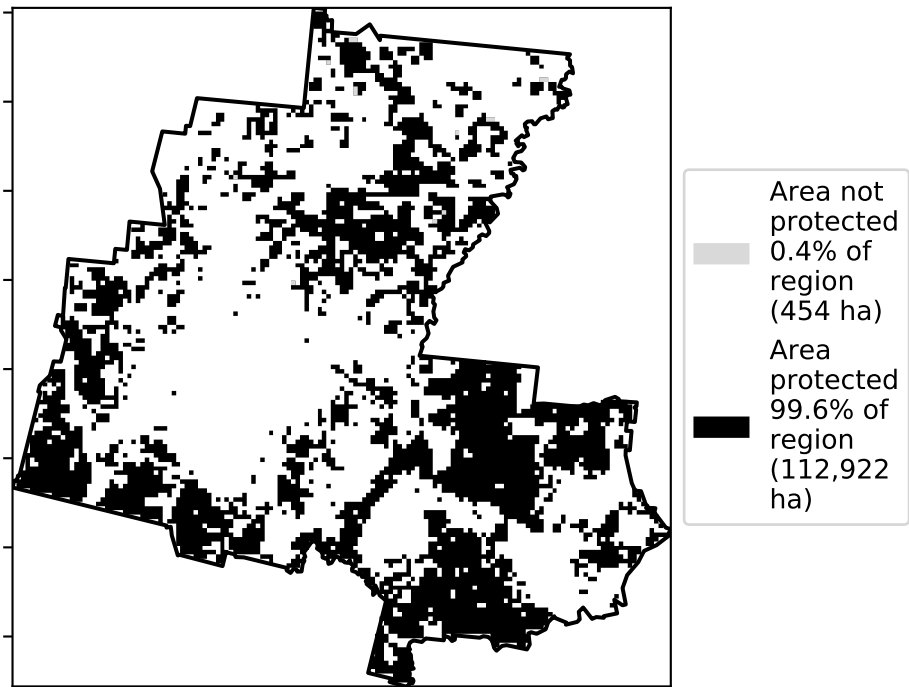 Area not
protected
0.4% of
region
(454 ha)
Area
protected
99.6% of
region
(112,922
ha)